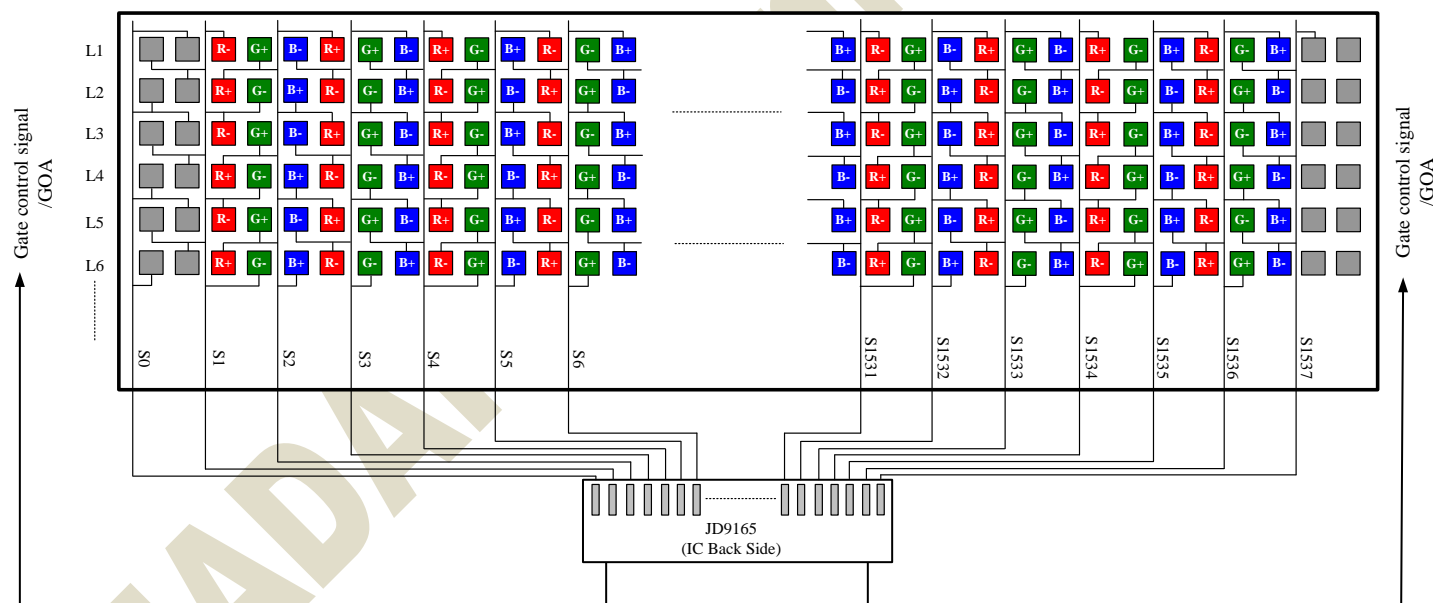 L1 R- G+ B- R+ G+ B- R+ G- B+ R- G- B+ B+ R- G+ B- R+ G+ B- R+ G- B+ R- G- B+
L2 R+ G- B+ R- G- B+ R- G+ B- R+ G+ B- B- R+ G- B+ R- G- B+ R- G+ B- R+ G+ B-
L3 R- G+ B- R+ G+ B- R+ G- B+ R- G- B+ B+ R- G+ B- R+ G+ B- R+ G- B+ R- G- B+
L4 R+ G- B+ R- G- B+ R- G+ B- R+ G+ B- B- R+ G- B+ R- G- B+ R- G+ B- R+ G+ B-
L5 R- G+ B- R+ G+ B- R+ G- B+ R- G- B+ B+ R- G+ B- R+ G+ B- R+ G- B+ R- G- B+
L6 R+ G- B+ R- G- B+ R- G+ B- R+ G+ B- B- R+ G- B+ R- G- B+ R- G+ B- R+ G+ B-
Gate control signal
/GOA
Gate control signal
/GOA
S0 S1 S2 S3 S4 S5 S6 S1531 S1532 S1533 S1534 S1535 S1536 S1537
JD9165
(IC Back Side)